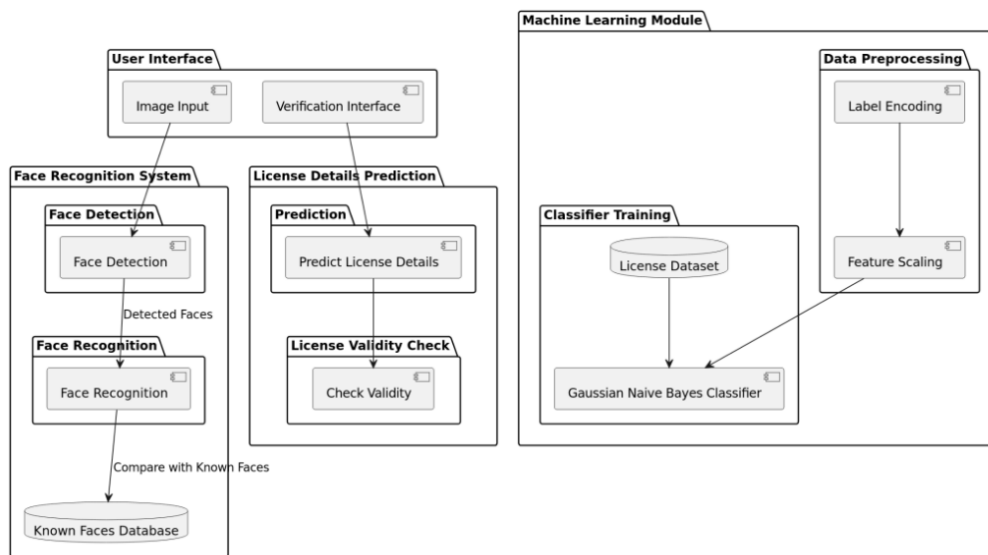 Machine Learning Module
User Interface
Data Preprocessing
Image Input
Verification Interface
Label Encoding
Face Recognition System
License Details Prediction
Face Detection
Prediction
Classifier Training
Face Detection
Predict License Details
License Dataset
Feature Scaling
Detected Faces
Face Recognition
License Validity Check
Face Recognition
Check Validity
Gaussian Naive Bayes Classifier
Compare with Known Faces
Known Faces Database